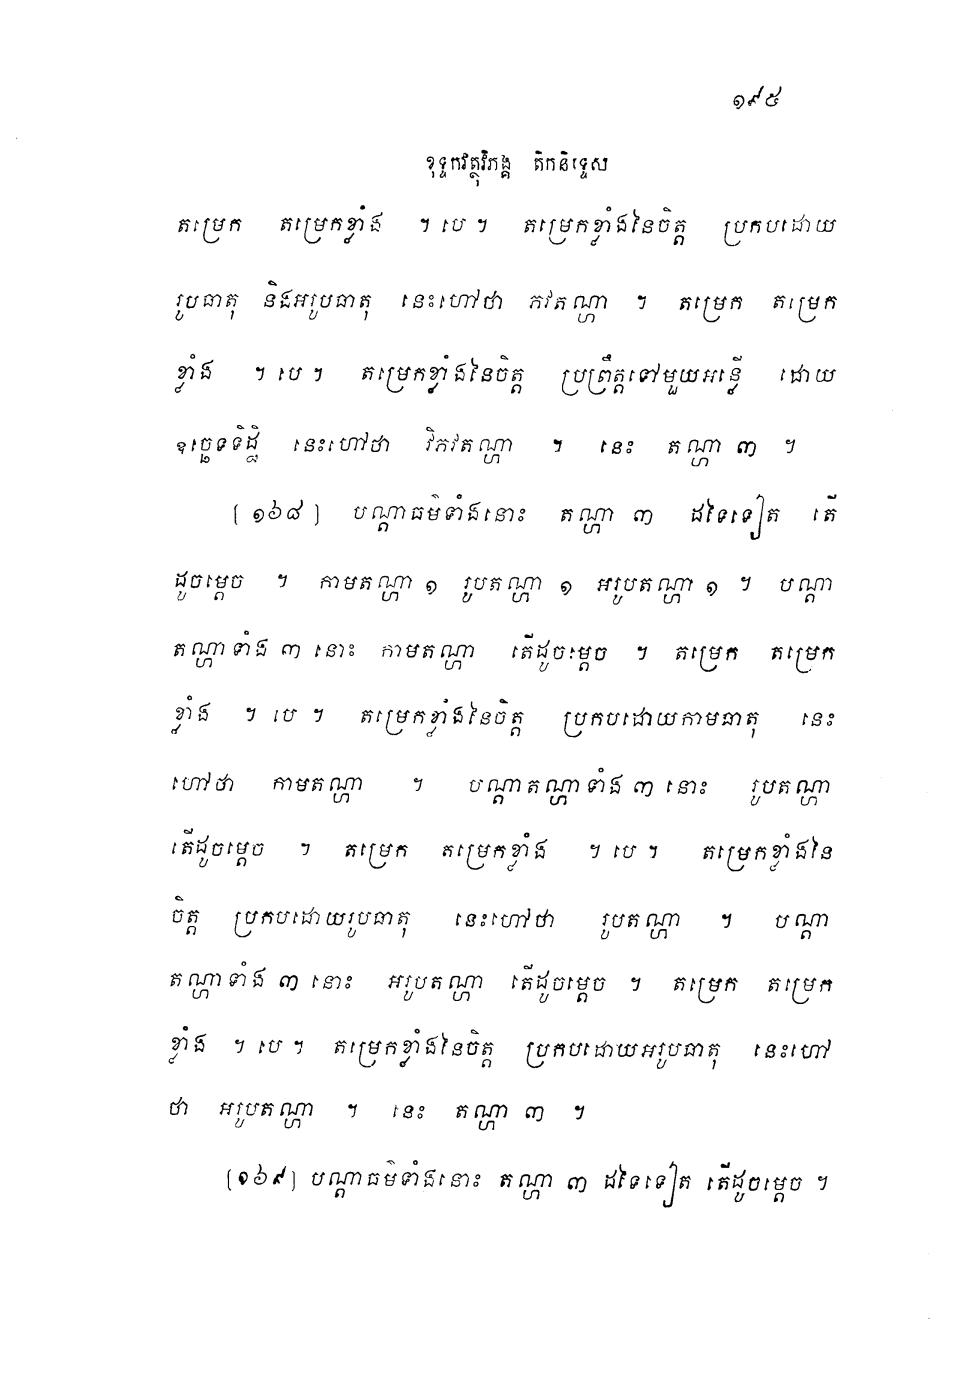 ១៩៥
ខុទ្ទកវត្ថុវិភង្គ តិកនិទ្ទេស
តម្រេក តម្រេកខ្លាំង ។ បេ ។ តម្រេកខ្លាំងនៃចិត្ត ប្រកបដោយ
រូបធាតុ និងអរូបធាតុ នេះហៅថា ភវតណ្ហា ។ តម្រេក តម្រេក
ខ្លាំង ។ បេ ។ តម្រេកខ្លាំងនៃចិត្ត ប្រព្រឹត្តទៅមួយអន្លើ ដោយ
ឧច្ឆេទទិដ្ឋិ នេះហៅថា វិភវតណ្ហា ។ នេះ តណ្ហា ៣ ។
[១៦៨] បណ្តាធម៌ទាំងនោះ តណ្ហា ៣ ដទៃទៀត តើ
ដូចម្តេច ។ កាមតណ្ហា ១ រូបតណ្ហា ១ អរូបតណ្ហា ១ ។ បណ្តា
តណ្ហាទាំង ៣ នោះ កាមតណ្ហា តើដូចម្តេច ។ តម្រេក តម្រេក
ខ្លាំង ។ បេ ។ តម្រេកខ្លាំងនៃចិត្ត ប្រកបដោយកាមធាតុ នេះ
ហៅថា កាមតណ្ហា ។ បណ្តាតណ្ហាទាំង ៣ នោះ រូបតណ្ហា
តើដូចម្តេច ។ តម្រេក តម្រេកខ្លាំង ។ បេ ។ តម្រេកខ្លាំងនៃ
ចិត្ត ប្រកបដោយរូបធាតុ នេះហៅថា រូបតណ្ហា ។ បណ្តា
តណ្ហាទាំង ៣ នោះ អរូបតណ្ហា តើដូចម្តេច ។ តម្រេក តម្រេក
ខ្លាំង ។ បេ ។ តម្រេកខ្លាំងនៃចិត្ត ប្រកបដោយអរូបធាតុ នេះហៅ
ថា អរូបតណ្ហា ។ នេះ តណ្ហា ៣ ។
[១៦៩] បណ្តាធម៌ទាំងនោះ តណ្ហា ៣ ដទៃទៀត តើដូចម្តេច ។